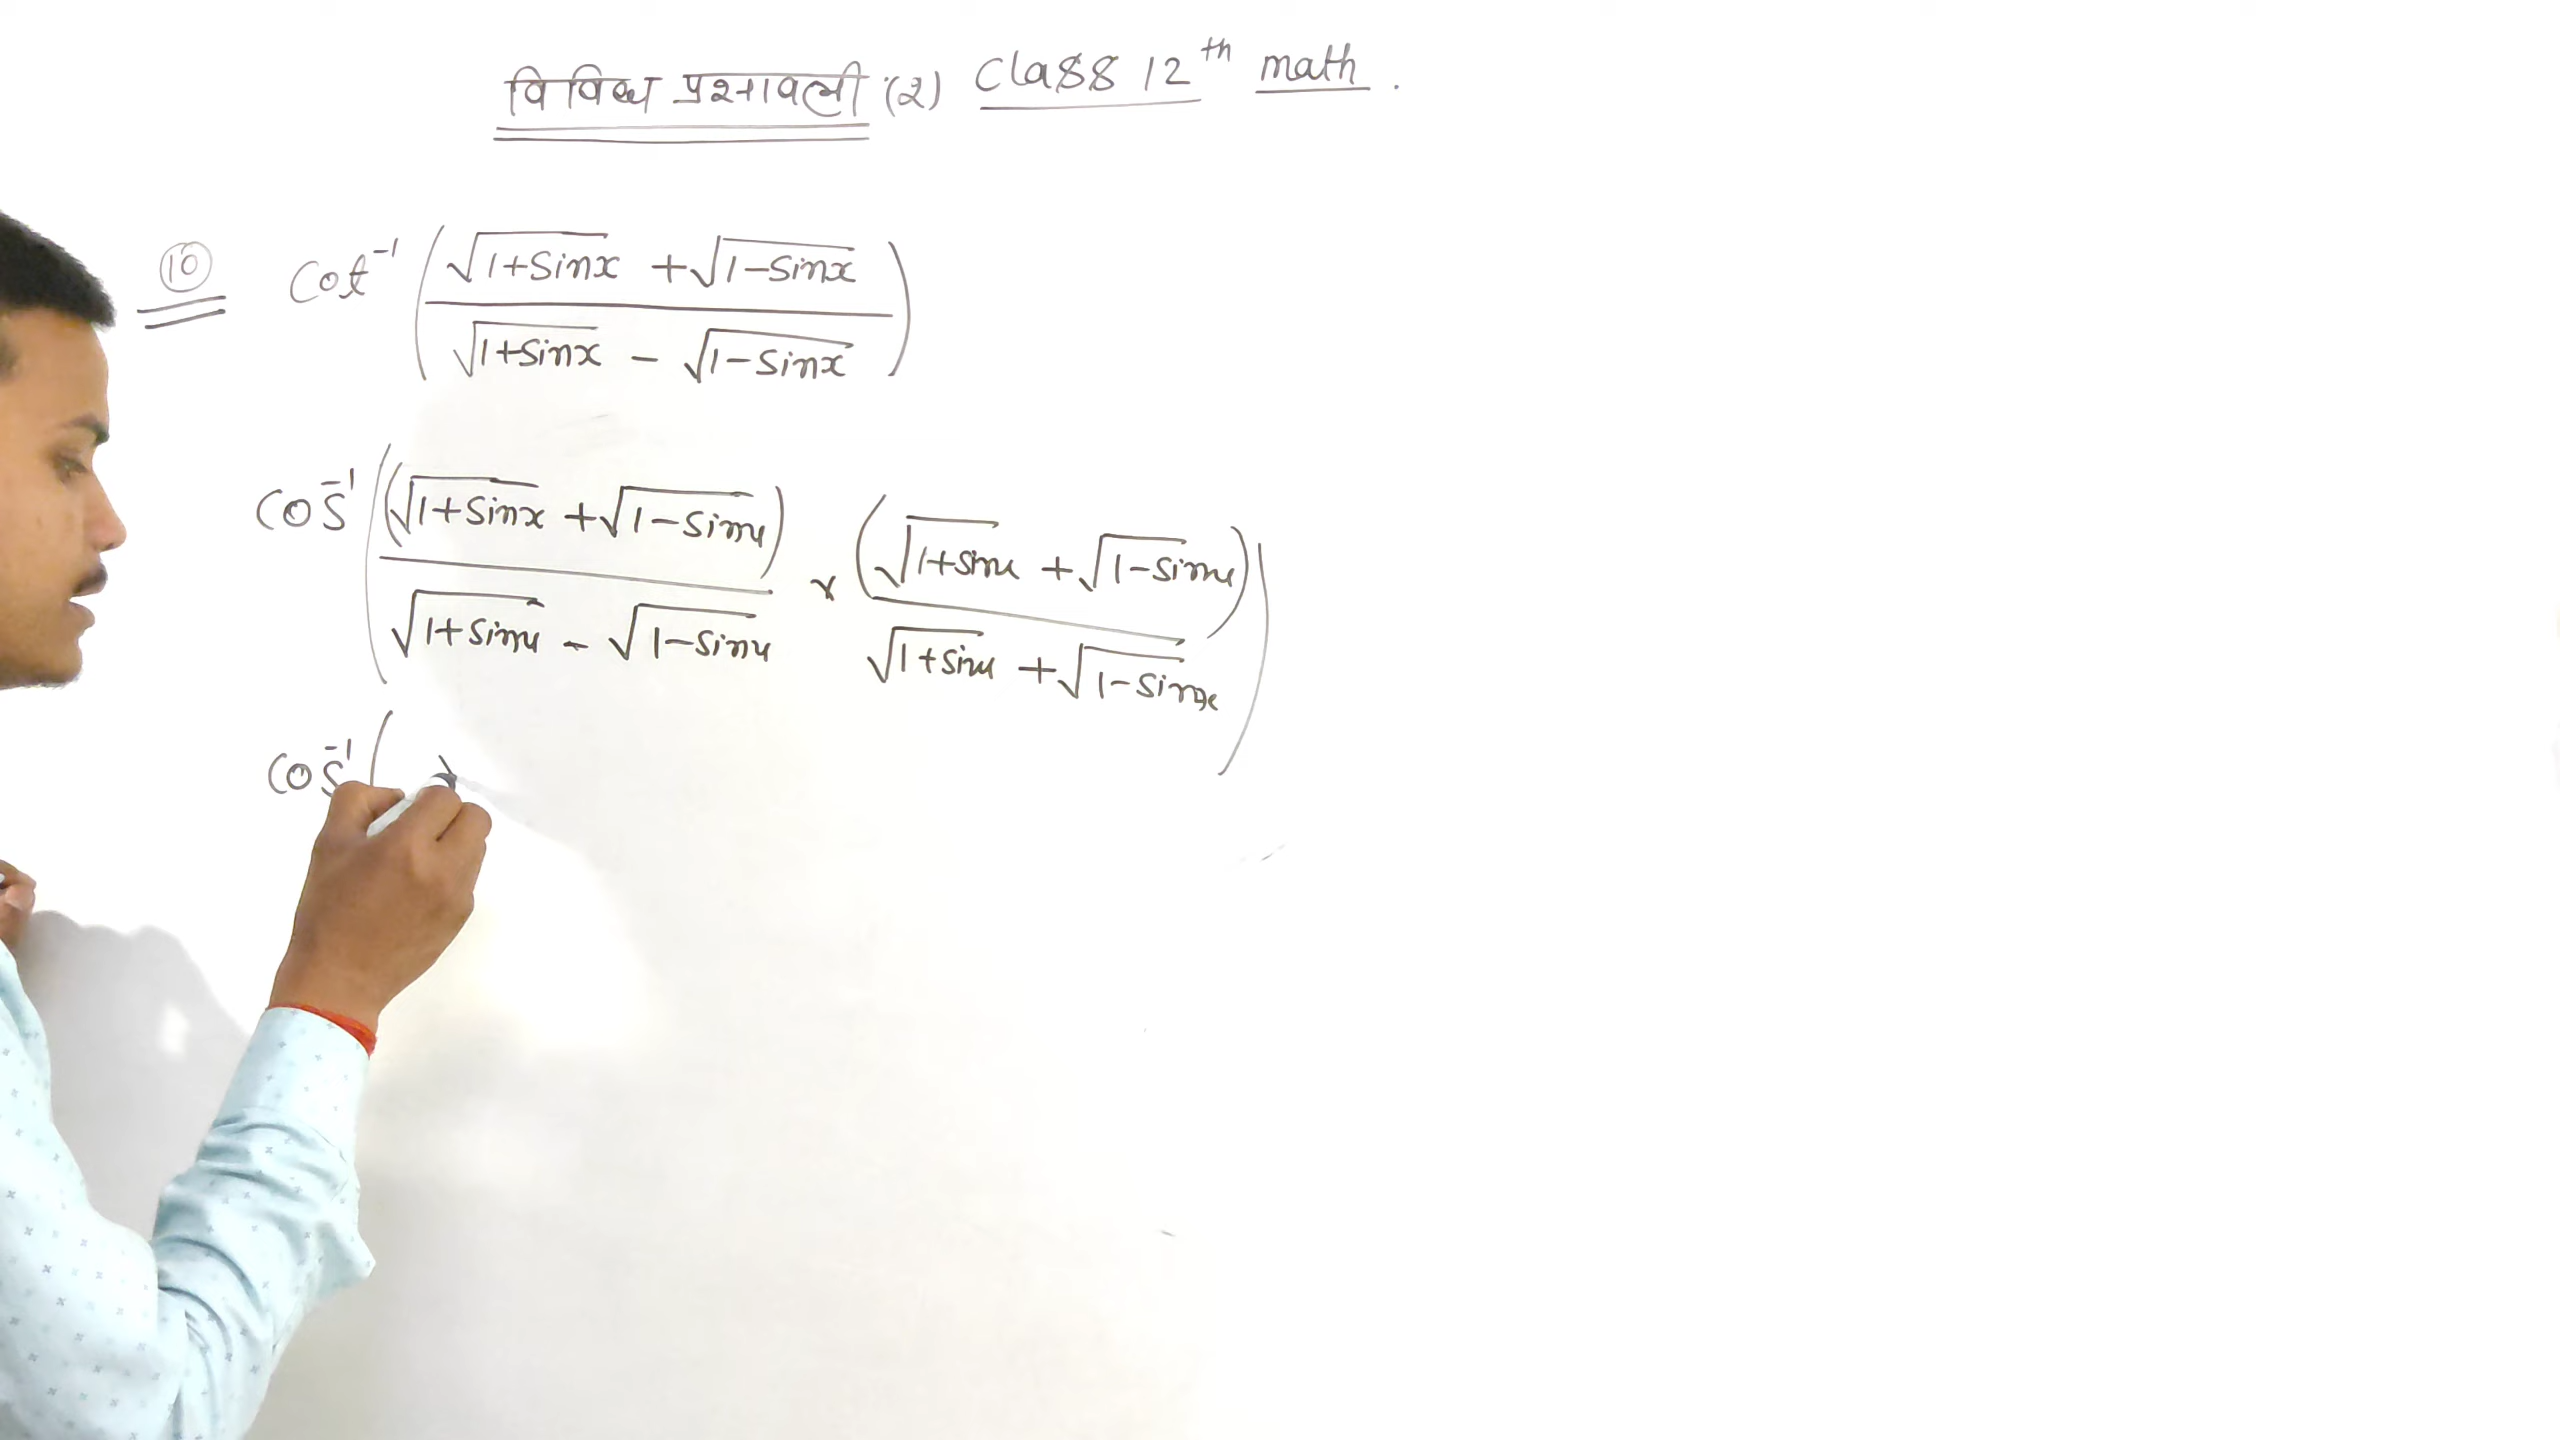 विविध प्रश्नावली (2) Class 12th math.
(10) Cot⁻¹ ( (√(1+Sinx) + √(1-Sinx)) / (√(1+Sinx) - √(1-Sinx)) )
Cos⁻¹ ( (√(1+Sinx) + √(1-Sinx)) / (√(1+Sinx) - √(1-Sinx)) × (√(1+Sinx) + √(1-Sinx)) / (√(1+Sinx) + √(1-Sinx)) )
Cos⁻¹ (